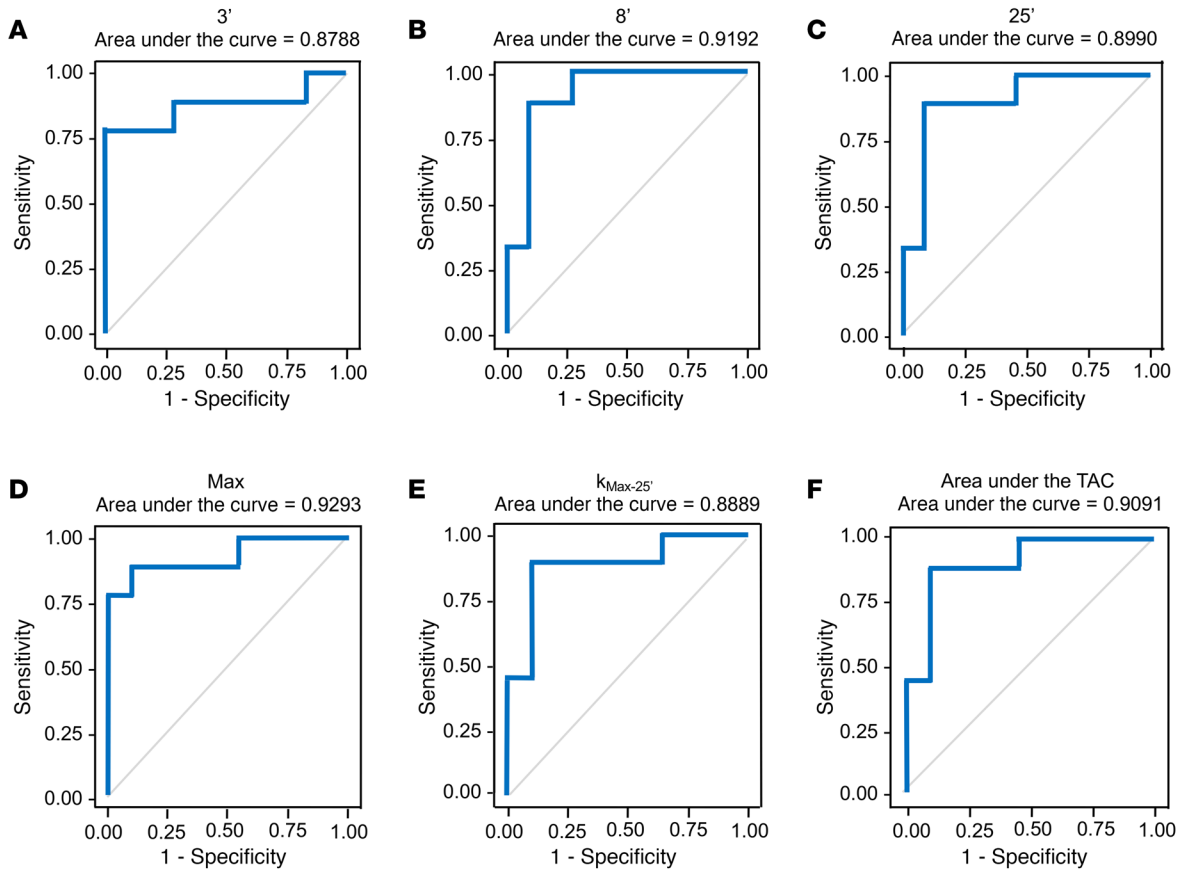 A
3’
Area under the curve = 0.8788
1.00
0.75
0.50
0.25
0.00
Sensitivity
0.00 0.25 0.50 0.75 1.00
1 - Specificity
B
8’
Area under the curve = 0.9192
1.00
0.75
0.50
0.25
0.00
Sensitivity
0.00 0.25 0.50 0.75 1.00
1 - Specificity
C
25’
Area under the curve = 0.8990
1.00
0.75
0.50
0.25
0.00
Sensitivity
0.00 0.25 0.50 0.75 1.00
1 - Specificity
D
Max
Area under the curve = 0.9293
1.00
0.75
0.50
0.25
0.00
Sensitivity
0.00 0.25 0.50 0.75 1.00
1 - Specificity
E
kMax-25’
Area under the curve = 0.8889
1.00
0.75
0.50
0.25
0.00
Sensitivity
0.00 0.25 0.50 0.75 1.00
1 - Specificity
F
Area under the TAC
Area under the curve = 0.9091
1.00
0.75
0.50
0.25
0.00
Sensitivity
0.00 0.25 0.50 0.75 1.00
1 - Specificity